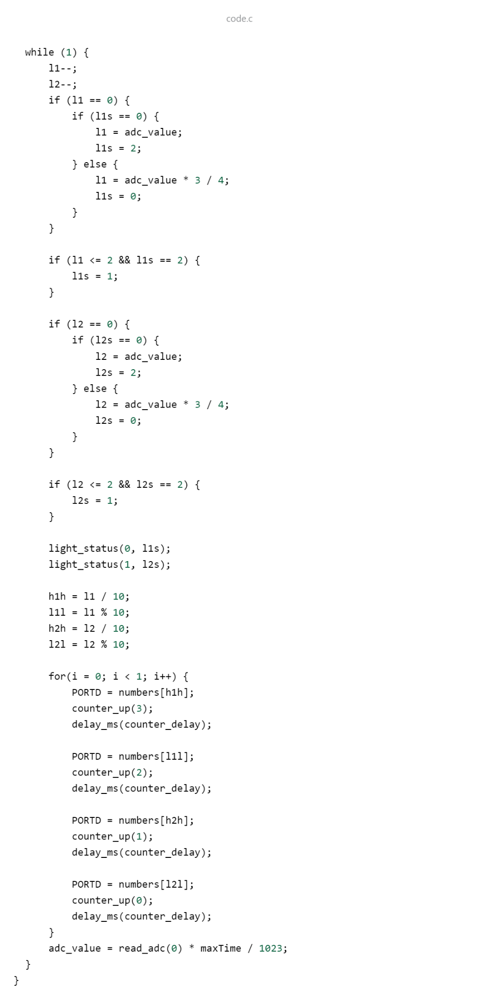 code.c
while (1) {
l1--;
l2--;
if (l1 == 0) {
if (l1s == 0) {
l1 = adc_value;
l1s = 2;
} else {
l1 = adc_value * 3 / 4;
l1s = 0;
}
}
if (l1 <= 2 && l1s == 2) {
l1s = 1;
}
if (l2 == 0) {
if (l2s == 0) {
l2 = adc_value;
l2s = 2;
} else {
l2 = adc_value * 3 / 4;
l2s = 0;
}
}
if (l2 <= 2 && l2s == 2) {
l2s = 1;
}
light_status(0, l1s);
light_status(1, l2s);
h1h = l1 / 10;
l1l = l1 % 10;
h2h = l2 / 10;
l2l = l2 % 10;
for(i = 0; i < 1; i++) {
PORTD = numbers[h1h];
counter_up(3);
delay_ms(counter_delay);
PORTD = numbers[l1l];
counter_up(2);
delay_ms(counter_delay);
PORTD = numbers[h2h];
counter_up(1);
delay_ms(counter_delay);
PORTD = numbers[l2l];
counter_up(0);
delay_ms(counter_delay);
}
adc_value = read_adc(0) * maxTime / 1023;
}
}